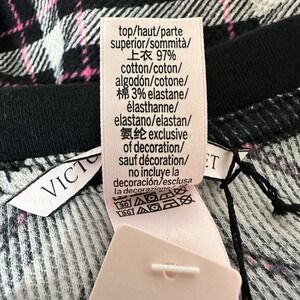 top/haut/parte
superior/sommità/
上衣 97%
cotton/coton/
algodón/cotone/
棉 3% elastane/
élasthanne/
elastano/elastan/
氨纶 exclusive
of decoration/
sauf décoration/
no incluye la
decoración/esclusa
VICTO
ET